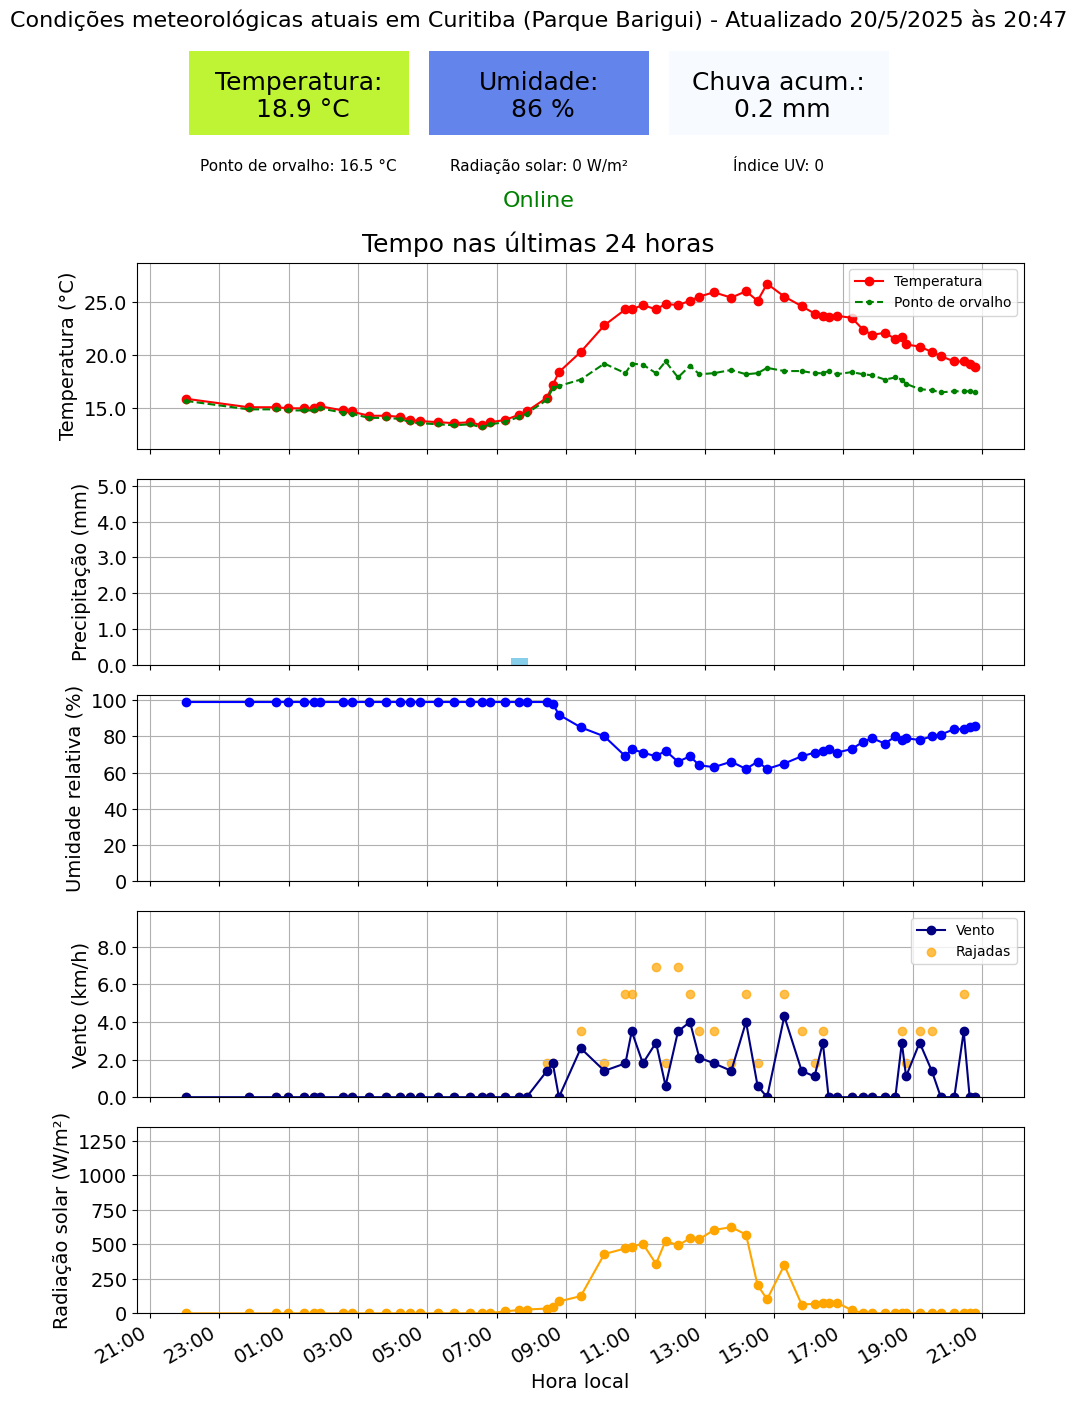 Condições meteorológicas atuais em Curitiba (Parque Barigui) - Atualizado 20/5/2025 às 20:47
Temperatura:
18.9 °C
Umidade:
86 %
Chuva acum.:
0.2 mm
Ponto de orvalho: 16.5 °C
Radiação solar: 0 W/m²
Índice UV: 0
Online
Tempo nas últimas 24 horas
Temperatura (°C)
25.0
20.0
15.0
Temperatura
Ponto de orvalho
Precipitação (mm)
5.0
4.0
3.0
2.0
1.0
0.0
Umidade relativa (%)
100
80
60
40
20
0
Vento (km/h)
8.0
6.0
4.0
2.0
0.0
Vento
Rajadas
Radiação solar (W/m²)
1250
1000
750
500
250
0
21:00
23:00
01:00
03:00
05:00
07:00
09:00
11:00
13:00
15:00
17:00
19:00
21:00
Hora local